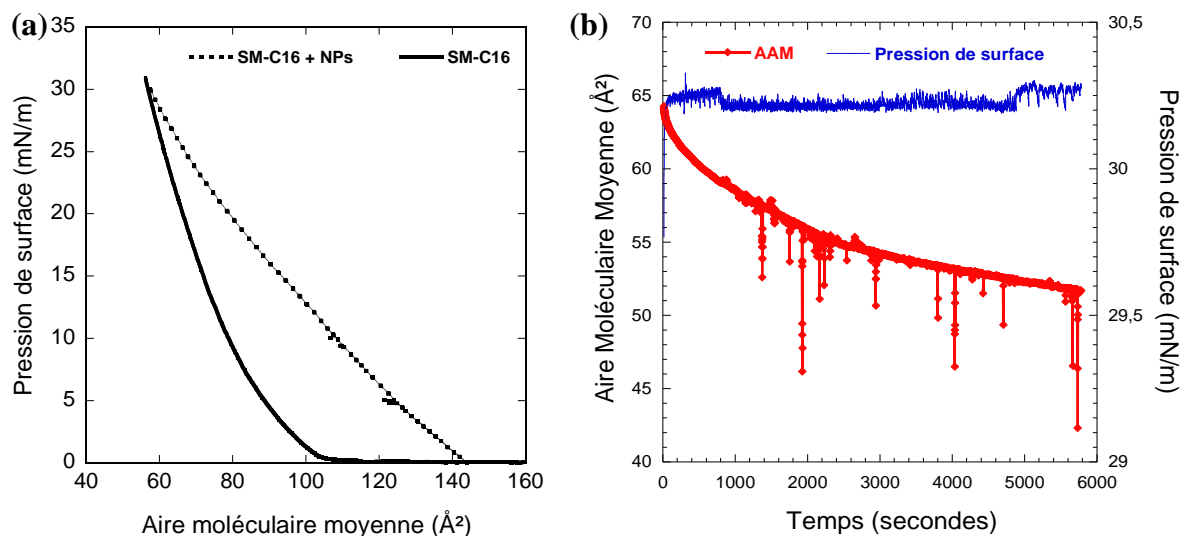 (a)
35
30
25
20
15
10
5
0
Pression de surface (mN/m)
SM-C16 + NPs
SM-C16
40 60 80 100 120 140 160
Aire moléculaire moyenne (Å²)
(b)
70
65
60
55
50
45
40
Aire Moléculaire Moyenne (Å²)
AAM
Pression de surface
30,5
30
29,5
29
Pression de surface (mN/m)
0 1000 2000 3000 4000 5000 6000
Temps (secondes)